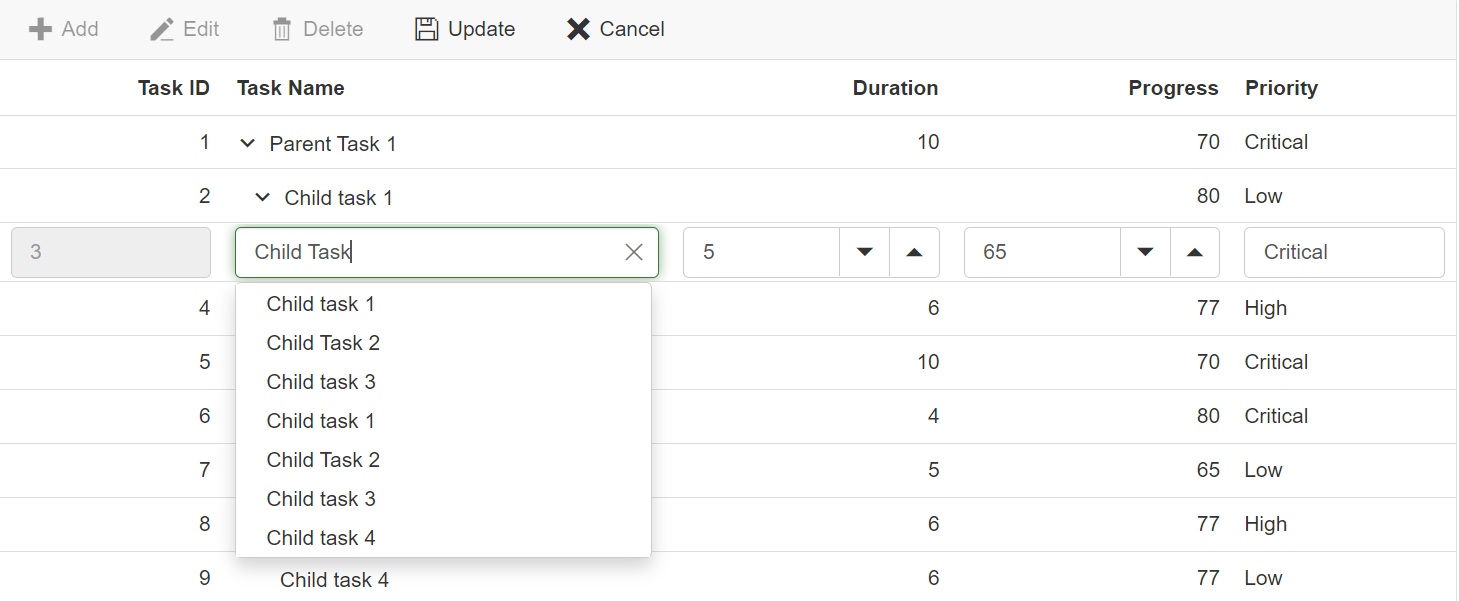 Add Edit Delete Update Cancel
Task ID Task Name Duration Progress Priority
1 Parent Task 1 10 70 Critical
2 Child task 1 80 Low
3 Child Task 5 65 Critical
Child task 1
4 6 77 High
Child Task 2
5 10 70 Critical
Child task 3
6 4 80 Critical
Child task 1
Child Task 2
7 5 65 Low
Child task 3
8 6 77 High
Child task 4
9 Child task 4 6 77 Low